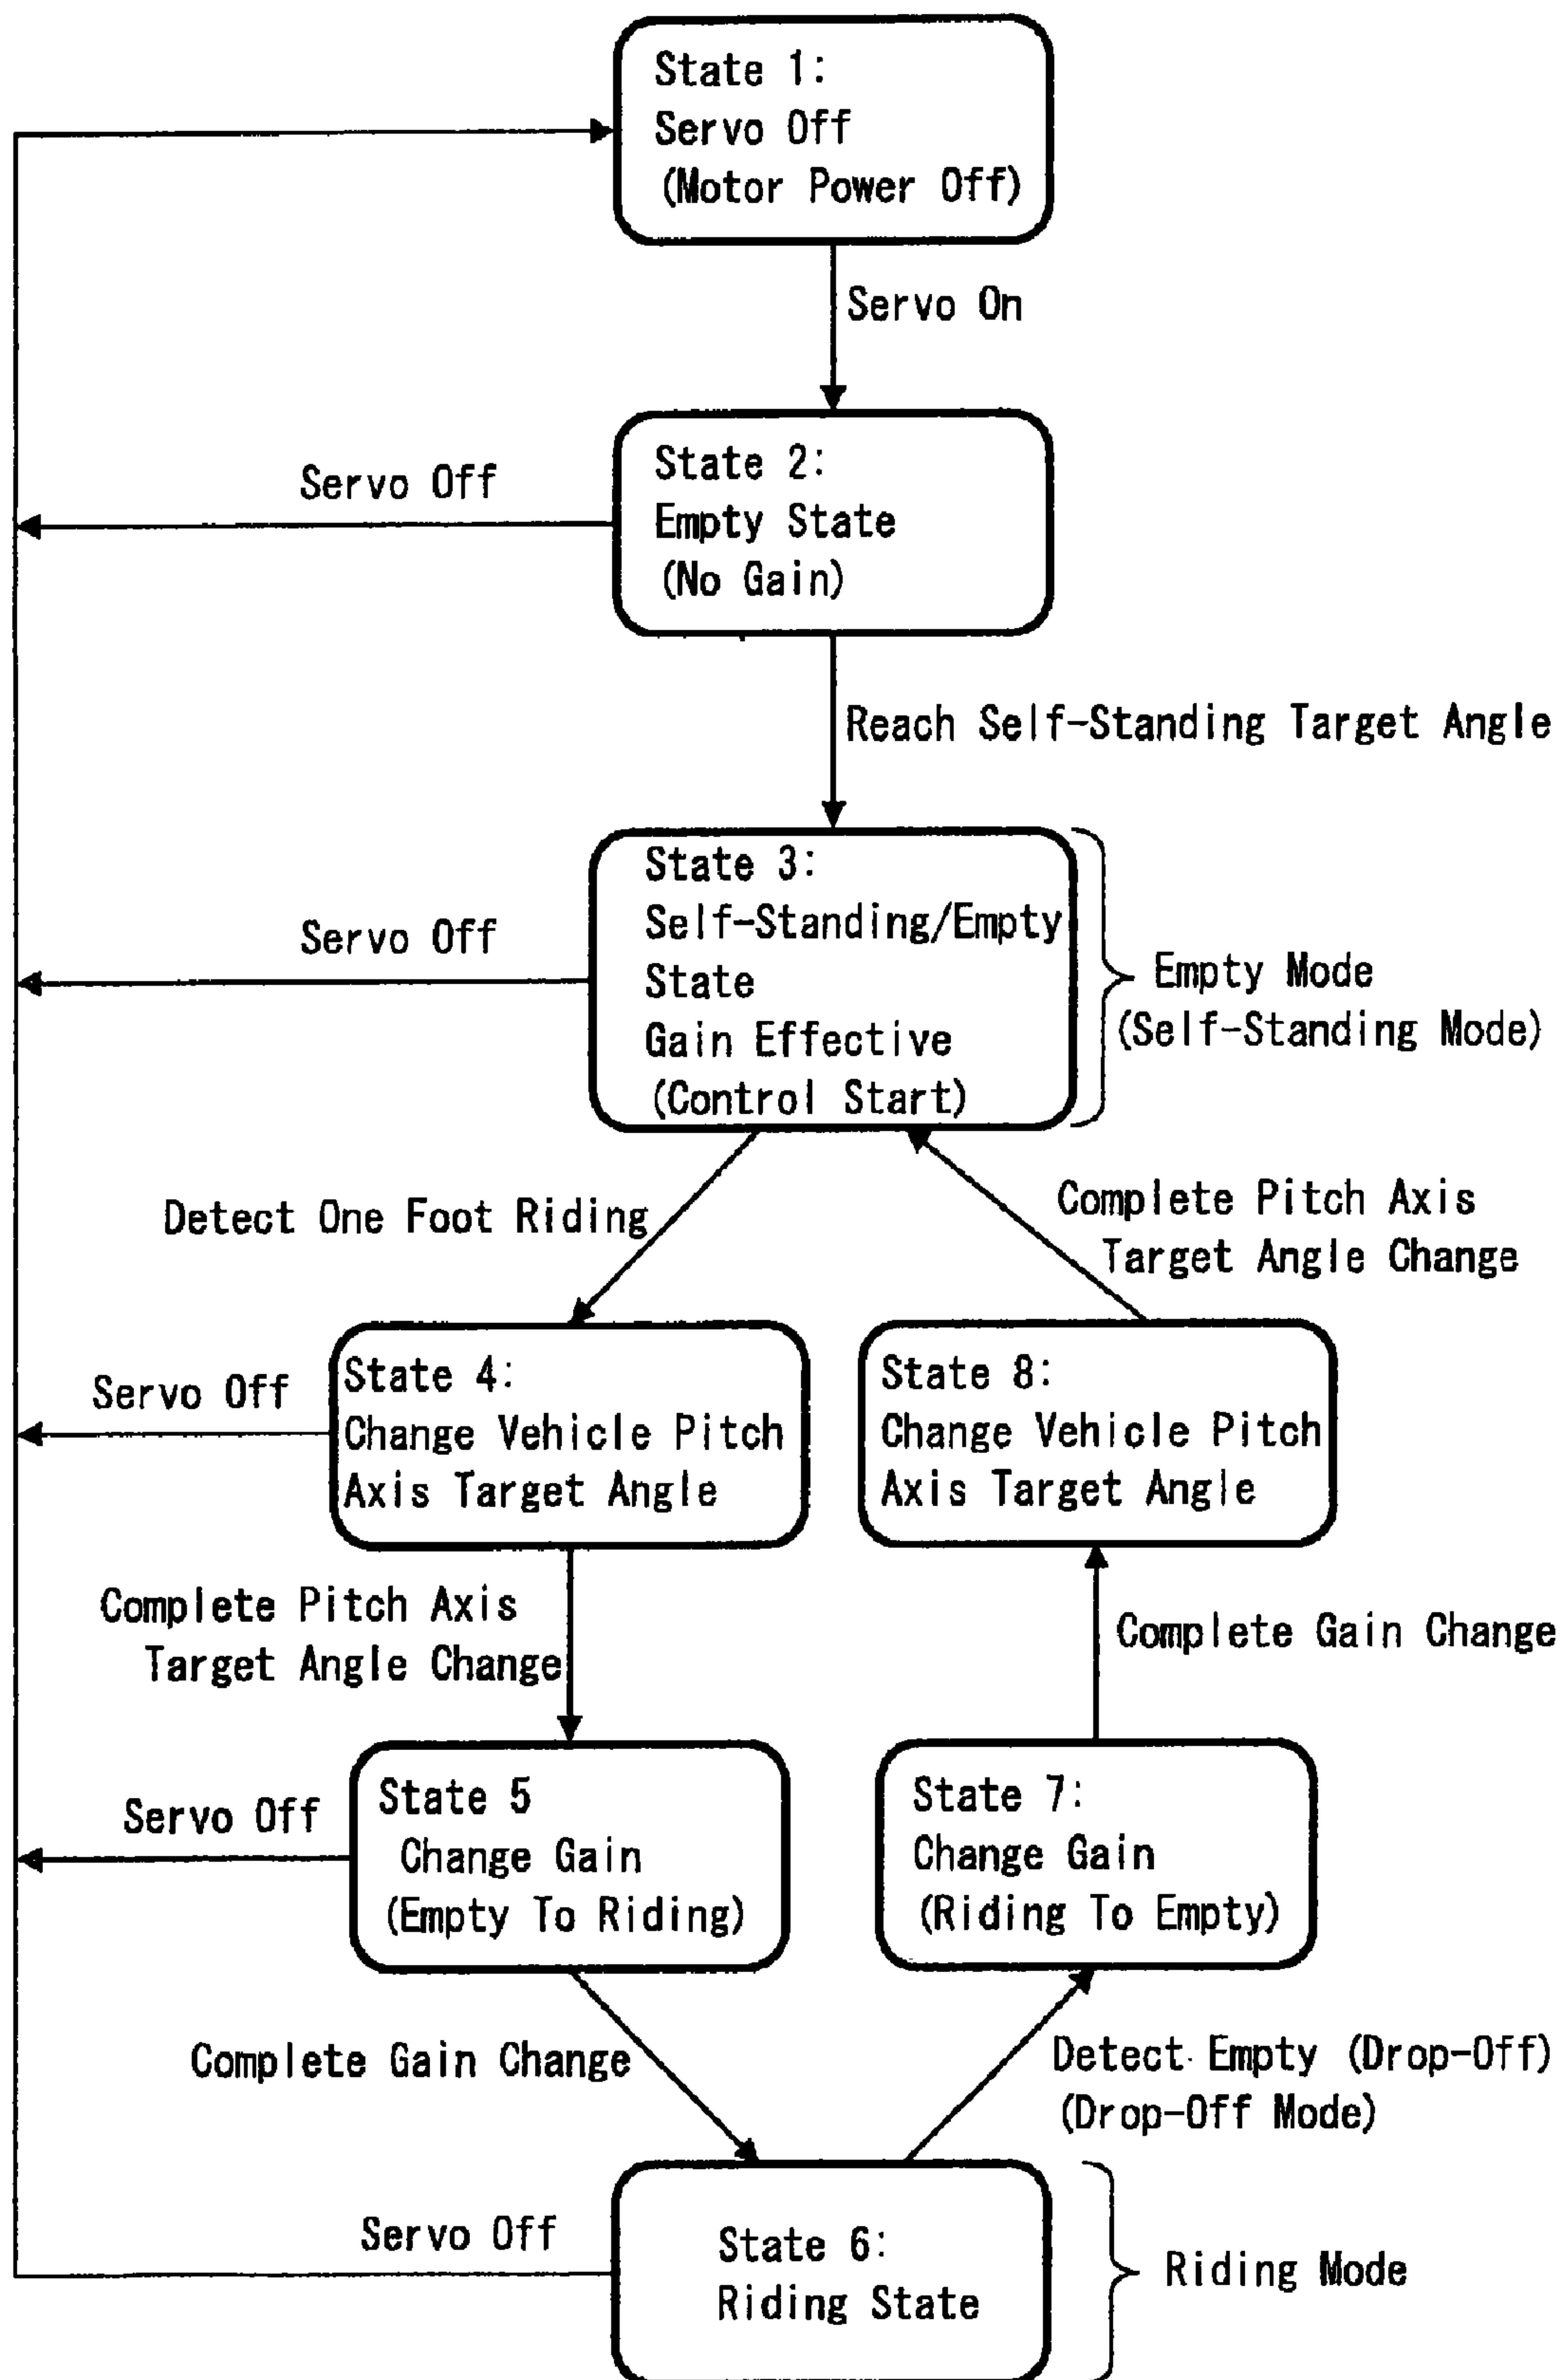 State 1:
Servo Off
(Motor Power Off)
Servo On
State 2:
Empty State
(No Gain)
Servo Off
Reach Self-Standing Target Angle
State 3:
Self-Standing/Empty
State
Gain Effective
(Control Start)
Servo Off
Empty Mode
(Self-Standing Mode)
Detect One Foot Riding
Complete Pitch Axis
Target Angle Change
State 4:
Change Vehicle Pitch
Axis Target Angle
Servo Off
State 8:
Change Vehicle Pitch
Axis Target Angle
Complete Pitch Axis
Target Angle Change
Complete Gain Change
State 5
Change Gain
(Empty To Riding)
Servo Off
State 7:
Change Gain
(Riding To Empty)
Complete Gain Change
Detect Empty (Drop-Off)
(Drop-Off Mode)
Servo Off
State 6:
Riding State
Riding Mode